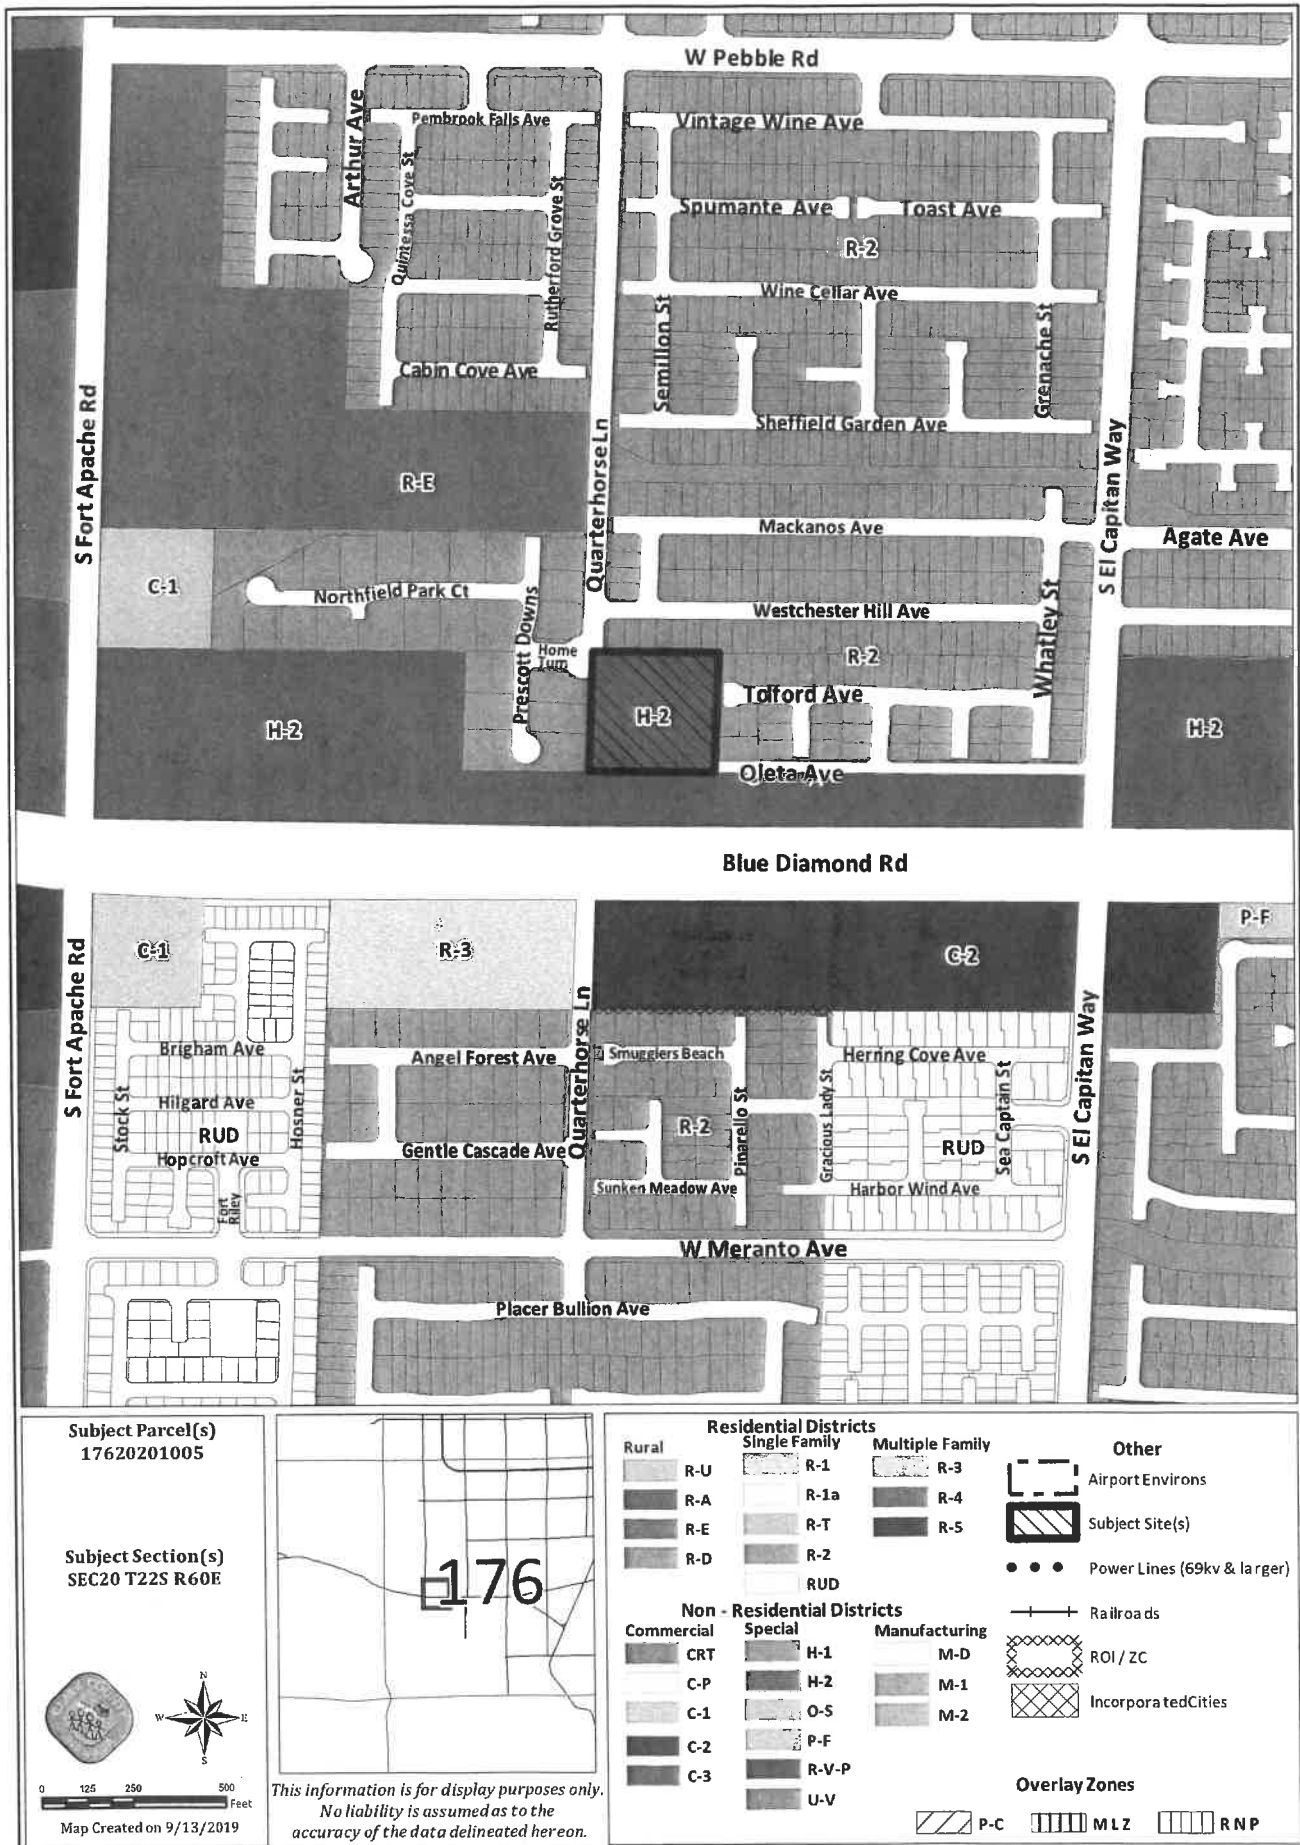 W Pebble Rd
Arthur Ave
Pembrook Falls Ave
Vintage Wine Ave
Quintessa Cove St
Rutherford Grove St
Spumante Ave
Toast Ave
R-2
Wine Cellar Ave
Semillon St
Grenache St
Cabin Cove Ave
S Fort Apache Rd
Quarterhorse Ln
Sheffield Garden Ave
S El Capitan Way
R-E
Mackanos Ave
Agate Ave
C-1
Northfield Park Ct
Westchester Hill Ave
Prescott Downs
Home
Turn
R-2
Whatley St
Tofford Ave
H-2
H-2
H-2
Oleta Ave
Blue Diamond Rd
C-1
R-3
C-2
P-F
S Fort Apache Rd
Quarterhorse Ln
S El Capitan Way
Brigham Ave
Angel Forest Ave
Smugglers Beach
Herring Cove Ave
Stock St
Hilgard Ave
Hosner St
Pinarello St
Gracious Lady St
Sea Captain St
RUD
R-2
RUD
Hopcroft Ave
Gentle Cascade Ave
Fort
Riley
Sunken Meadow Ave
Harbor Wind Ave
W Meranto Ave
Placer Bullion Ave
Subject Parcel(s)
17620201005
Subject Section(s)
SEC20 T22S R60E
N
W
E
S
0 125 250 500
Feet
Map Created on 9/13/2019
176
This information is for display purposes only.
No liability is assumed as to the
accuracy of the data delineated hereon.
Residential Districts
Rural
R-U
R-A
R-E
R-D
Single Family
R-1
R-1a
R-T
R-2
RUD
Multiple Family
R-3
R-4
R-5
Non - Residential Districts
Commercial
CRT
C-P
C-1
C-2
C-3
Special
H-1
H-2
O-S
P-F
R-V-P
U-V
Manufacturing
M-D
M-1
M-2
Other
Airport Environs
Subject Site(s)
Power Lines (69kv & larger)
Railroads
ROI / ZC
IncorporatedCities
Overlay Zones
P-C
MLZ
RNP